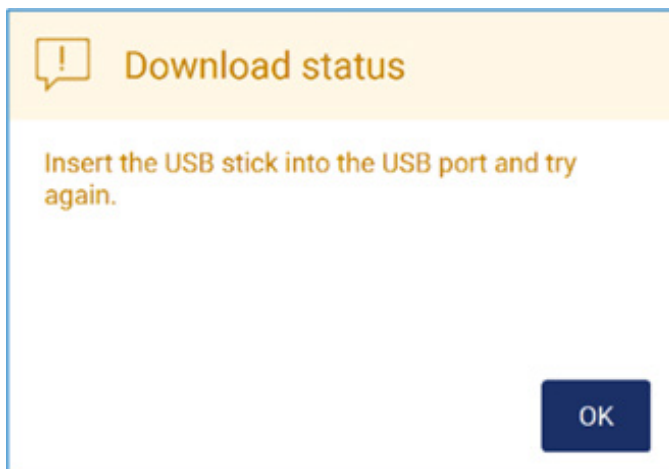 !
Download status
Insert the USB stick into the USB port and try
again.
OK